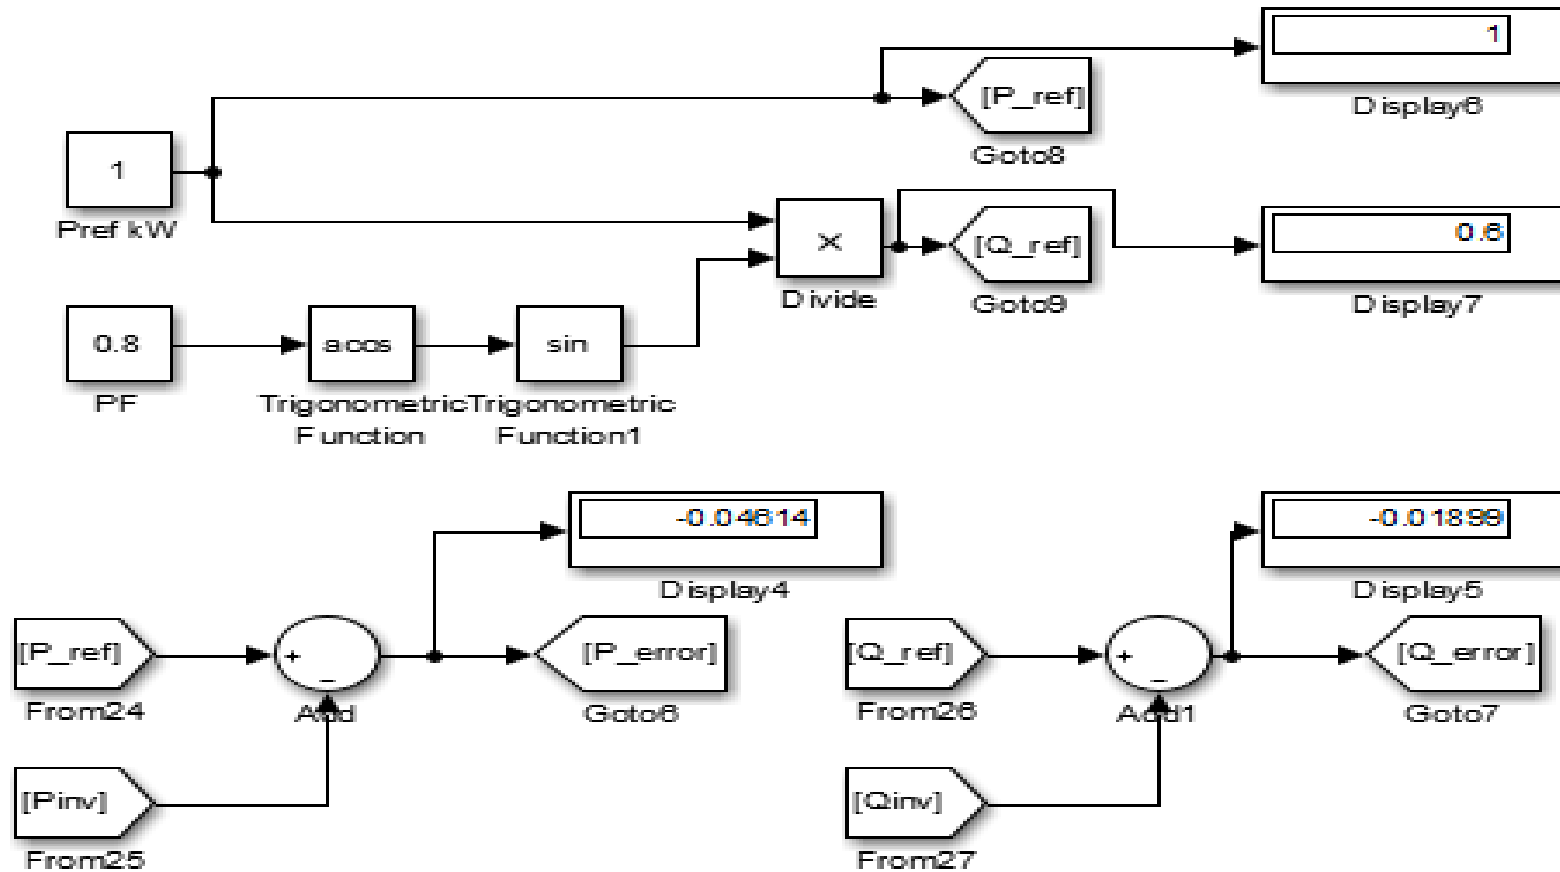 1
Display6
[P_ref]
Goto8
1
Pref kW
×
Divide
[Q_ref]
Goto9
0.6
Display7
0.8
PF
acos
Trigonometric
Function
sin
Trigonometric
Function1
-0.04614
Display4
-0.01899
Display5
[P_ref]
From24
+
−
Add
[P_error]
Goto6
[Q_ref]
From26
+
−
Add1
[Q_error]
Goto7
[Pinv]
From25
[Qinv]
From27